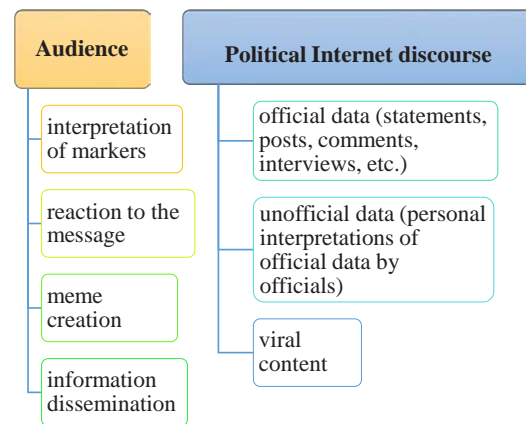 Audience
interpretation
of markers
reaction to the
message
meme
creation
information
dissemination
Political Internet discourse
official data (statements,
posts, comments,
interviews, etc.)
unofficial data (personal
interpretations of
official data by
officials)
viral
content